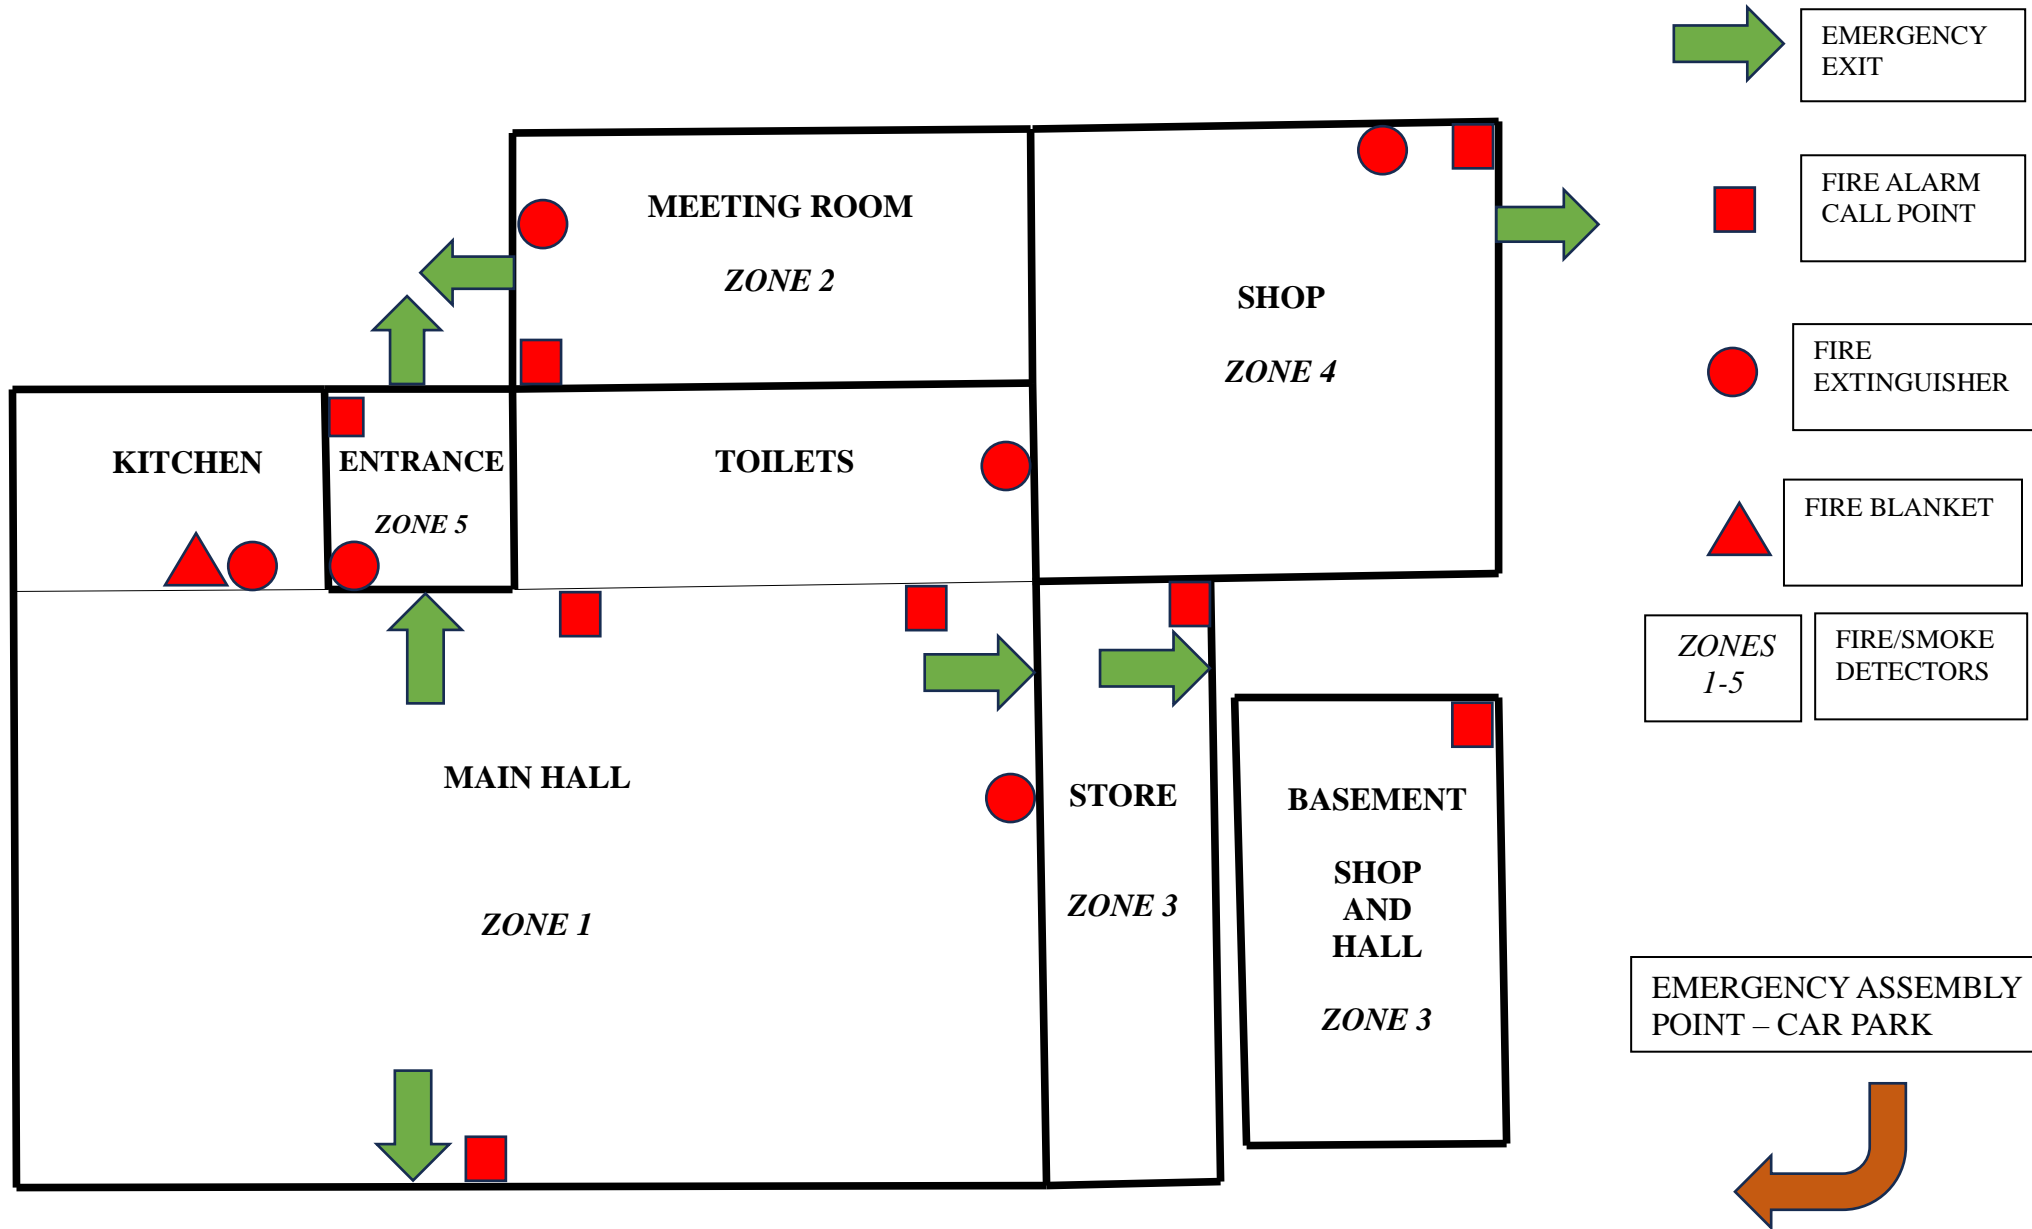 EMERGENCY
EXIT
FIRE ALARM
CALL POINT
MEETING ROOM
ZONE 2
SHOP
ZONE 4
FIRE
EXTINGUISHER
KITCHEN
ENTRANCE
ZONE 5
TOILETS
FIRE BLANKET
ZONES
1-5
FIRE/SMOKE
DETECTORS
MAIN HALL
ZONE 1
STORE
ZONE 3
BASEMENT
SHOP
AND
HALL
ZONE 3
EMERGENCY ASSEMBLY
POINT – CAR PARK